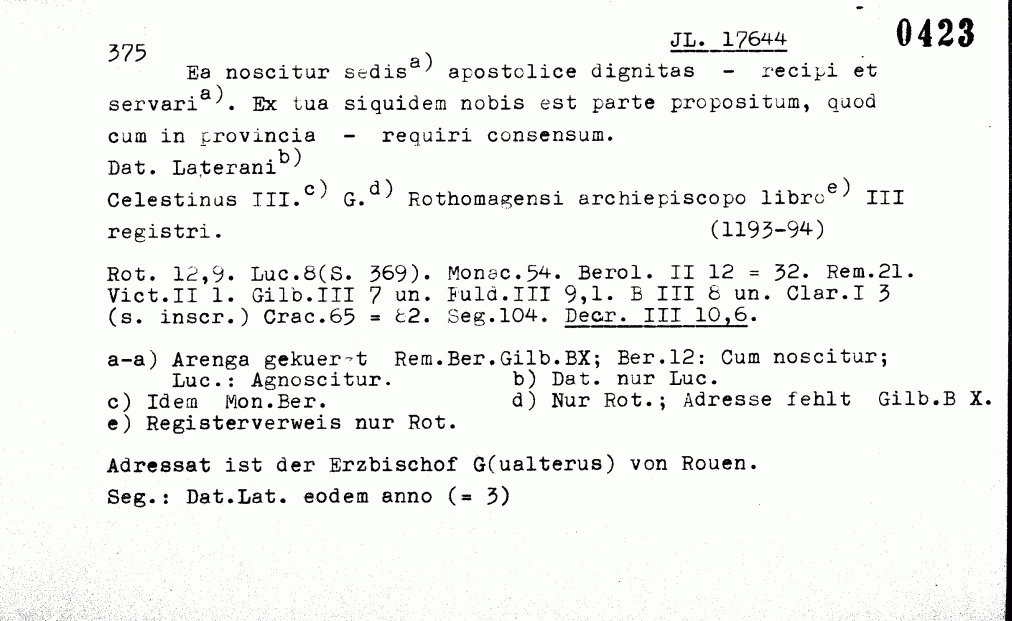 JL. 17644 0423
375
Ea noscitur sedis a) apostolice dignitas - recipi et
servari a). Ex tua siquidem nobis est parte propositum, quod
cum in provincia - requiri consensum.
Dat. Laterani b)
Celestinus III. c) G. d) Rothomagensi archiepiscopo libro e) III
registri. (1193-94)
Rot. 12,9. Luc.8(S. 369). Monac.54. Berol. II 12 = 32. Rem.21.
Vict.II 1. Gilb.III 7 un. Fuld.III 9,1. B III 8 un. Clar.I 3
(s. inscr.) Crac.65 = 82. Seg.104. Decr. III 10,6.
a-a) Arenga gekuerzt Rem.Ber.Gilb.BX; Ber.12: Cum noscitur;
Luc.: Agnoscitur. b) Dat. nur Luc.
c) Idem Mon.Ber. d) Nur Rot.; Adresse fehlt Gilb.B X.
e) Registerverweis nur Rot.
Adressat ist der Erzbischof G(ualterus) von Rouen.
Seg.: Dat.Lat. eodem anno (= 3)